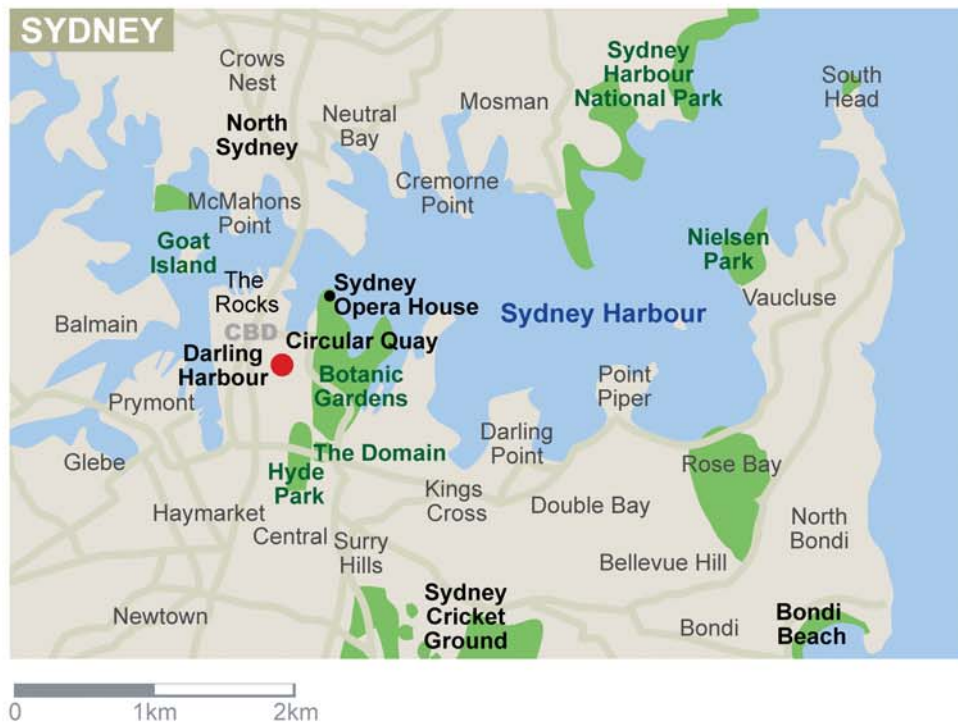 SYDNEY
Crows
Nest
North
Sydney
Neutral
Bay
Mosman
Sydney
Harbour
National Park
South
Head
Cremorne
Point
McMahons
Point
Goat
Island
Nielsen
Park
The
Rocks
Sydney
Opera House
Sydney Harbour
Vaucluse
Balmain
CBD
Circular Quay
Darling
Harbour
Botanic
Gardens
Point
Piper
Prymont
Darling
Point
Glebe
The Domain
Hyde
Park
Rose Bay
Kings
Cross
Double Bay
Haymarket
Central
Surry
Hills
North
Bondi
Bellevue Hill
Sydney
Cricket
Ground
Newtown
Bondi
Bondi
Beach
0
1km
2km